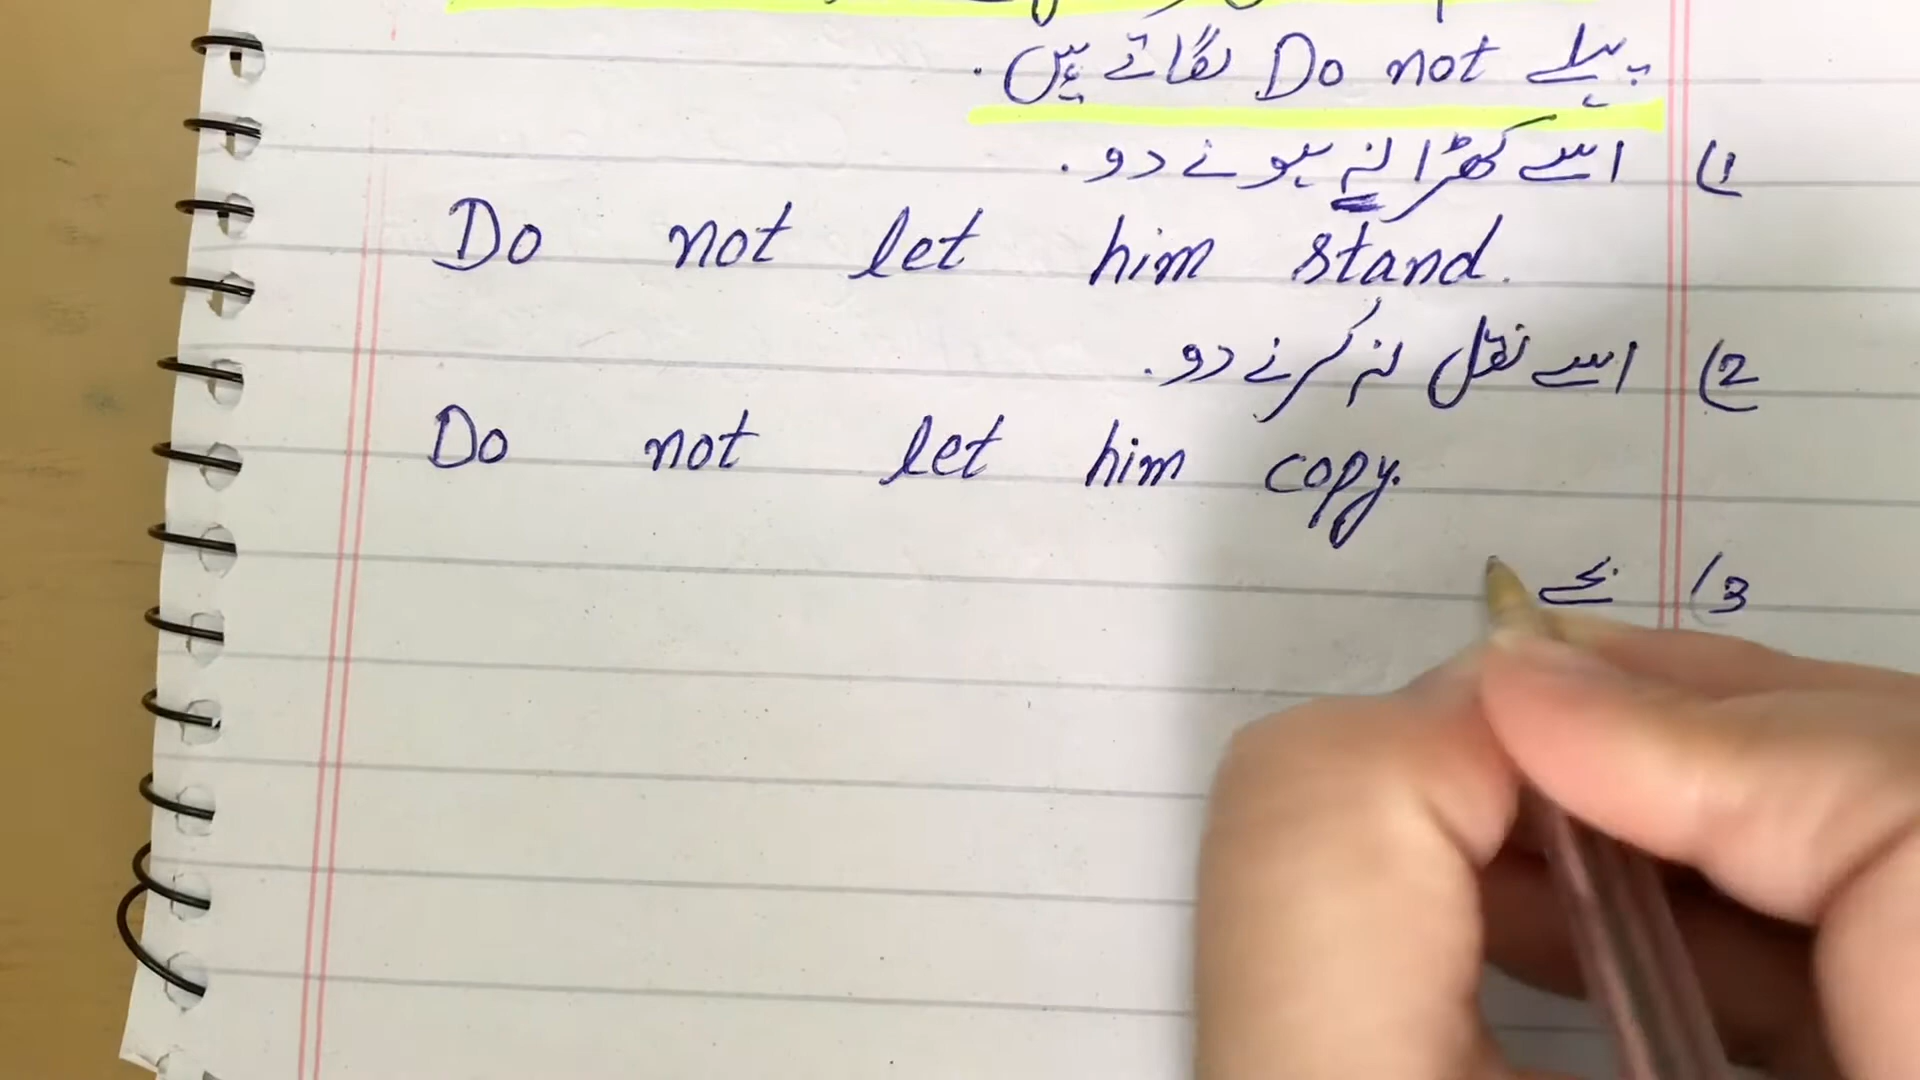 پہلے Do not لگاتے ہیں.
1) اسے کھڑا نہ ہونے دو.
Do not let him stand.
2) اسے نقل نہ کرنے دو.
Do not let him copy.
3)